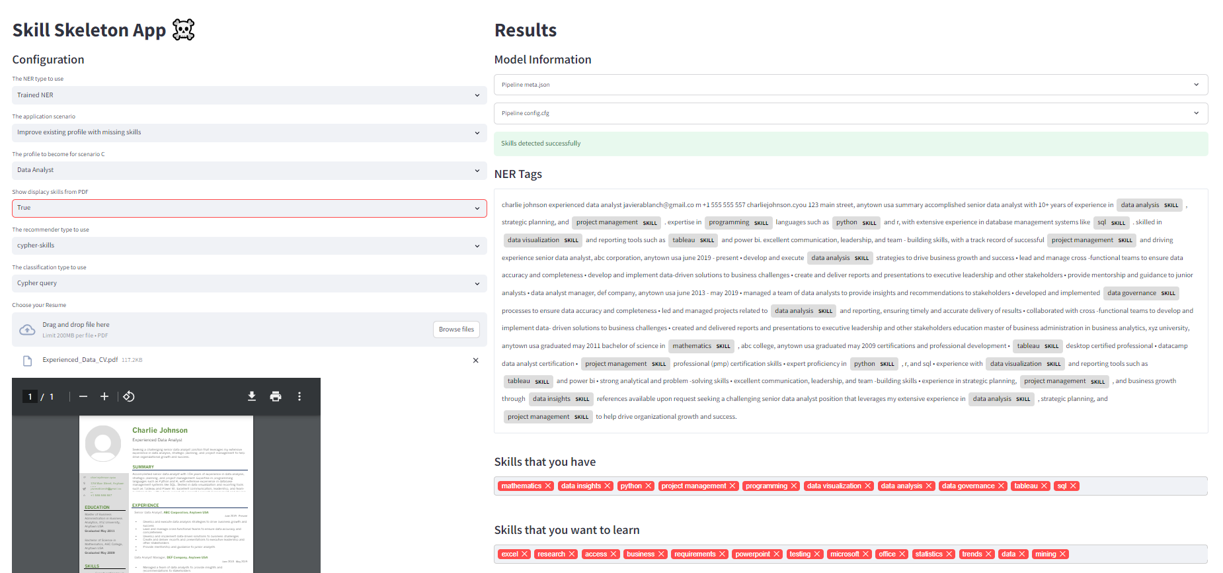 Skill Skeleton App
Configuration
The NER type to use
Trained NER
The application scenario
Improve existing profile with missing skills
The profile to become for scenario C
Data Analyst
Show displacy skills from PDF
True
The recommender type to use
cypher-skills
The classification type to use
Cypher query
Choose your Resume
Drag and drop file here
Limit 200MB per file • PDF
Browse files
Experienced_Data_CV.pdf 117.2KB
1 / 1
Charlie Johnson
Experienced Data Analyst
SUMMARY
EXPERIENCE
EDUCATION
SKILLS
Results
Model Information
Pipeline meta.json
Pipeline config.cfg
Skills detected successfully
NER Tags
charlie johnson experienced data analyst javierablanch@gmail.co m +1 555 555 557 charliejohnson.cyou 123 main street, anytown usa summary accomplished senior data analyst with 10+ years of experience in data analysis SKILL ,
strategic planning, and project management SKILL . expertise in programming SKILL languages such as python SKILL and r, with extensive experience in database management systems like sql SKILL . skilled in
data visualization SKILL and reporting tools such as tableau SKILL and power bi. excellent communication, leadership, and team - building skills, with a track record of successful project management SKILL and driving
experience senior data analyst, abc corporation, anytown usa june 2019 - present • develop and execute data analysis SKILL strategies to drive business growth and success • lead and manage cross -functional teams to ensure data
accuracy and completeness • develop and implement data-driven solutions to business challenges • create and deliver reports and presentations to executive leadership and other stakeholders • provide mentorship and guidance to junior
analysts • data analyst manager, def company, anytown usa june 2013 - may 2019 • managed a team of data analysts to provide insights and recommendations to stakeholders • developed and implemented data governance SKILL
processes to ensure data accuracy and completeness • led and managed projects related to data analysis SKILL and reporting, ensuring timely and accurate delivery of results • collaborated with cross -functional teams to develop and
implement data- driven solutions to business challenges • created and delivered reports and presentations to executive leadership and other stakeholders education master of business administration in business analytics, xyz university,
anytown usa graduated may 2011 bachelor of science in mathematics SKILL , abc college, anytown usa graduated may 2009 certifications and professional development • tableau SKILL desktop certified professional • datacamp
data analyst certification • project management SKILL professional (pmp) certification skills • expert proficiency in python SKILL , r, and sql • experience with data visualization SKILL and reporting tools such as
tableau SKILL and power bi • strong analytical and problem -solving skills • excellent communication, leadership, and team -building skills • experience in strategic planning, project management SKILL , and business growth
through data insights SKILL references available upon request seeking a challenging senior data analyst position that leverages my extensive experience in data analysis SKILL , strategic planning, and
project management SKILL to help drive organizational growth and success.
Skills that you have
mathematics data insights python project management programming data visualization data analysis data governance tableau sql
Skills that you want to learn
excel research access business requirements powerpoint testing microsoft office statistics trends data mining